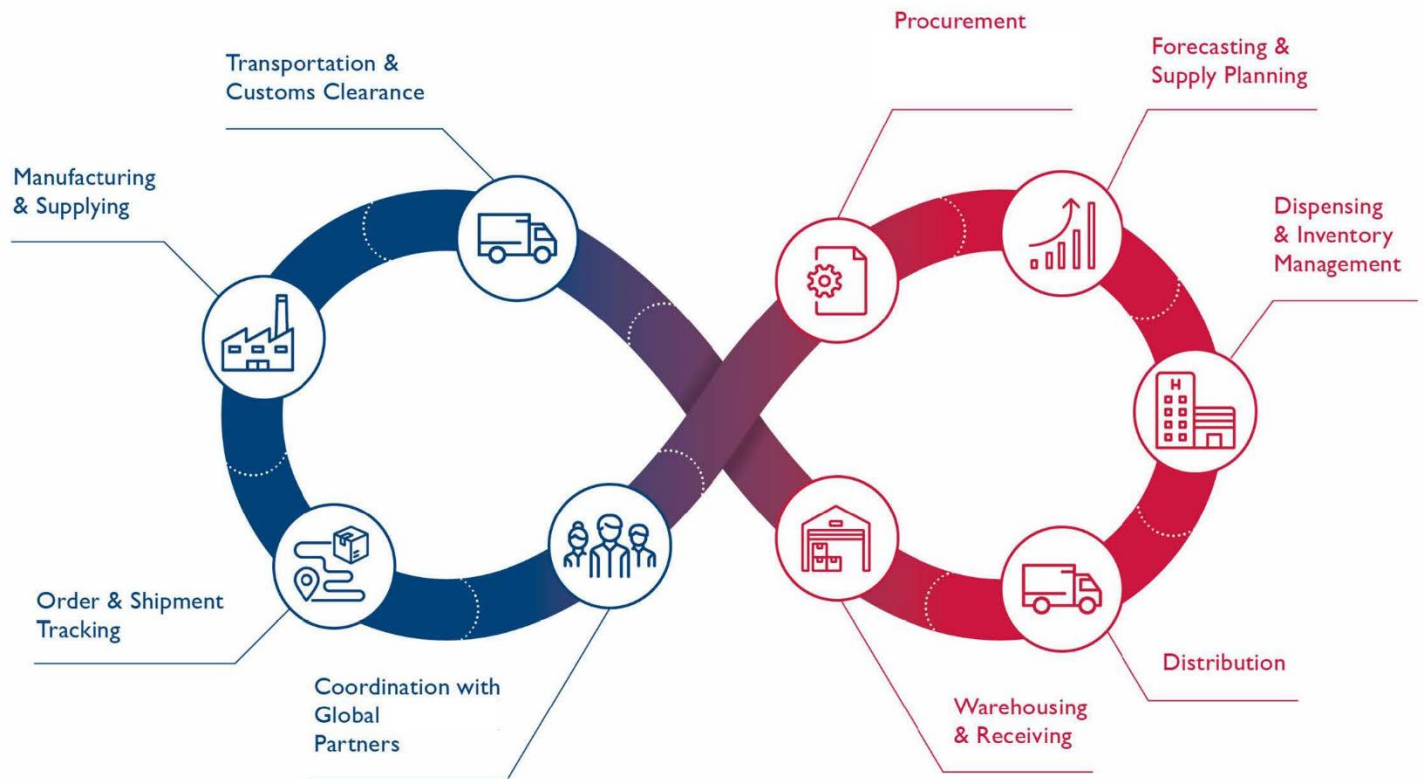 Procurement
Forecasting &
Supply Planning
Transportation &
Customs Clearance
Manufacturing
& Supplying
Dispensing
& Inventory
Management
H
Order & Shipment
Tracking
Distribution
Coordination with
Global
Partners
Warehousing
& Receiving